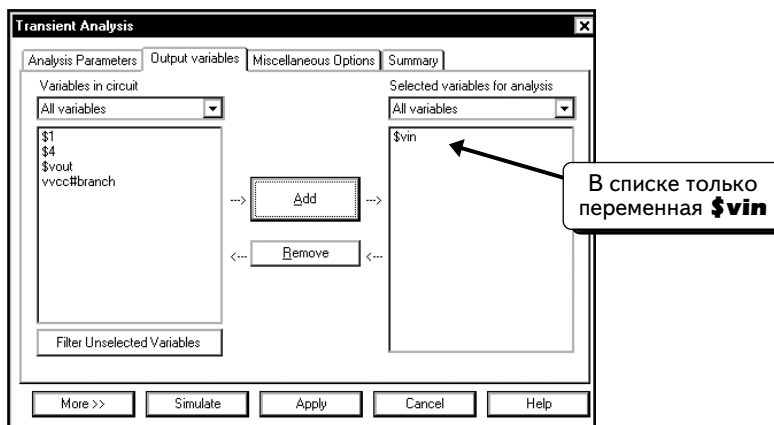 Transient Analysis
Analysis Parameters
Output variables
Miscellaneous Options
Summary
Variables in circuit
All variables
$1
$4
$vout
vvcc#branch
Filter Unselected Variables
--->
Add
--->
<---
Remove
<---
Selected variables for analysis
All variables
$vin
В списке только
переменная $vin
More >>
Simulate
Apply
Cancel
Help